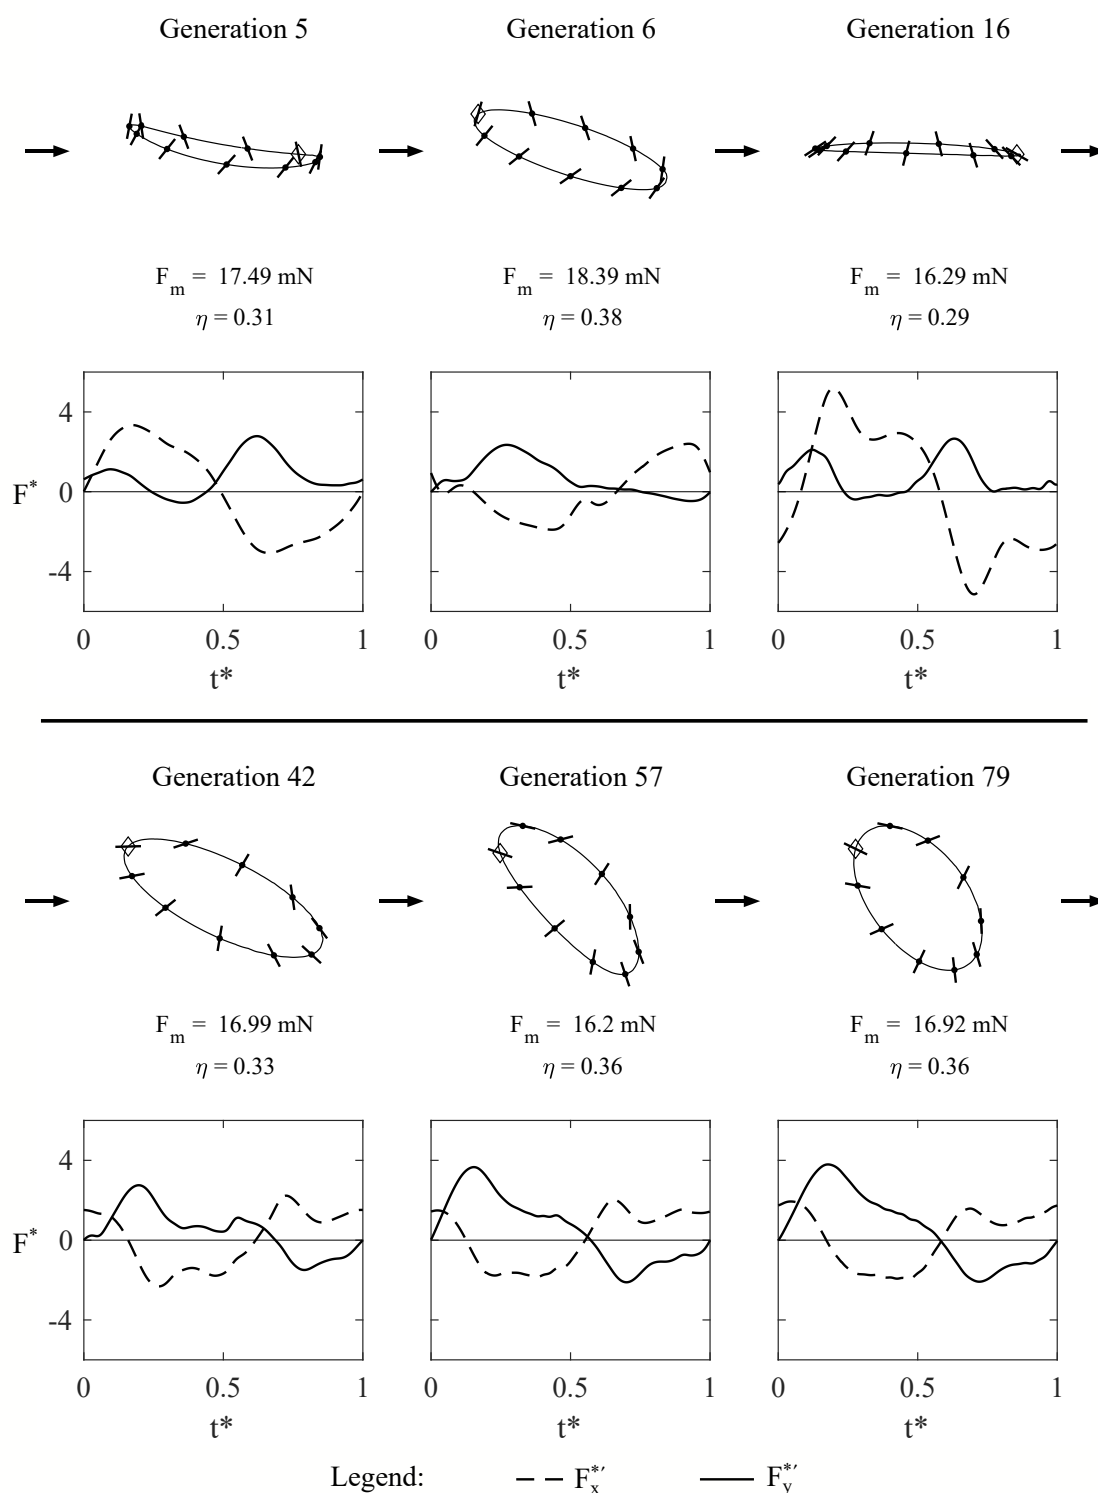 Generation 5 Generation 6 Generation 16
F_m = 17.49 mN F_m = 18.39 mN F_m = 16.29 mN
η = 0.31 η = 0.38 η = 0.29
4
F* 0
-4
0 0.5 1 0 0.5 1 0 0.5 1
t* t* t*
Generation 42 Generation 57 Generation 79
F_m = 16.99 mN F_m = 16.2 mN F_m = 16.92 mN
η = 0.33 η = 0.36 η = 0.36
4
F* 0
-4
0 0.5 1 0 0.5 1 0 0.5 1
t* t* t*
Legend: F_x^*′ F_y^*′